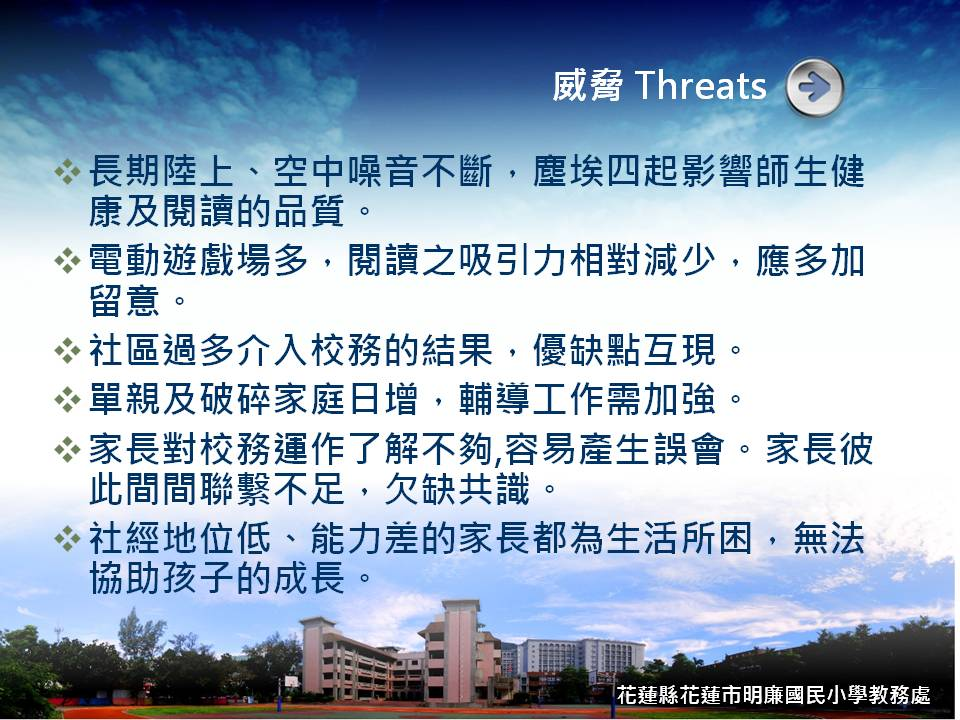 威脅 Threats
長期陸上、空中噪音不斷，塵埃四起影響師生健
康及閱讀的品質。
電動遊戲場多，閱讀之吸引力相對減少，應多加
留意。
社區過多介入校務的結果，優缺點互現。
單親及破碎家庭日增，輔導工作需加強。
家長對校務運作了解不夠,容易產生誤會。家長彼
此間間聯繫不足，欠缺共識。
社經地位低、能力差的家長都為生活所困，無法
協助孩子的成長。
花蓮縣花蓮市明廉國民小學教務處